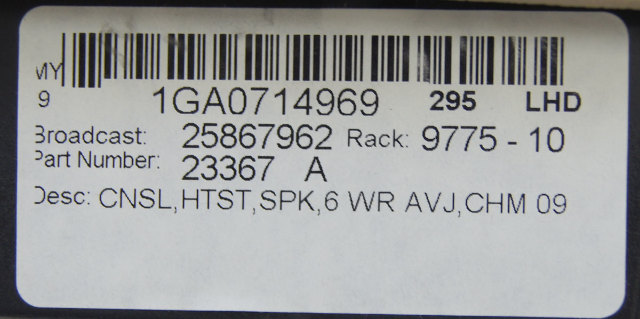 MY
9 1GA0714969 295 LHD
Broadcast: 25867962 Rack: 9775 - 10
Part Number: 23367 A
Desc: CNSL,HTST,SPK,6 WR AVJ,CHM 09